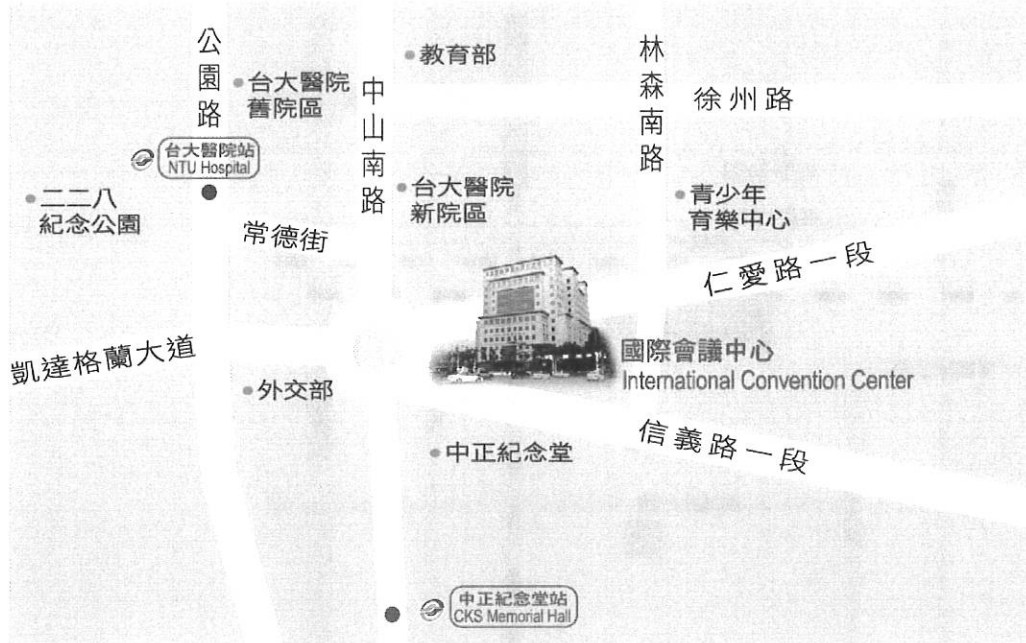 公園路
台大醫院
舊院區
中山南路
教育部
林森南路
徐州路
台大醫院站
NTU Hospital
二二八
紀念公園
常德街
台大醫院
新院區
青少年
育樂中心
仁愛路一段
凱達格蘭大道
國際會議中心
International Convention Center
外交部
中正紀念堂
信義路一段
中正紀念堂站
CKS Memorial Hall